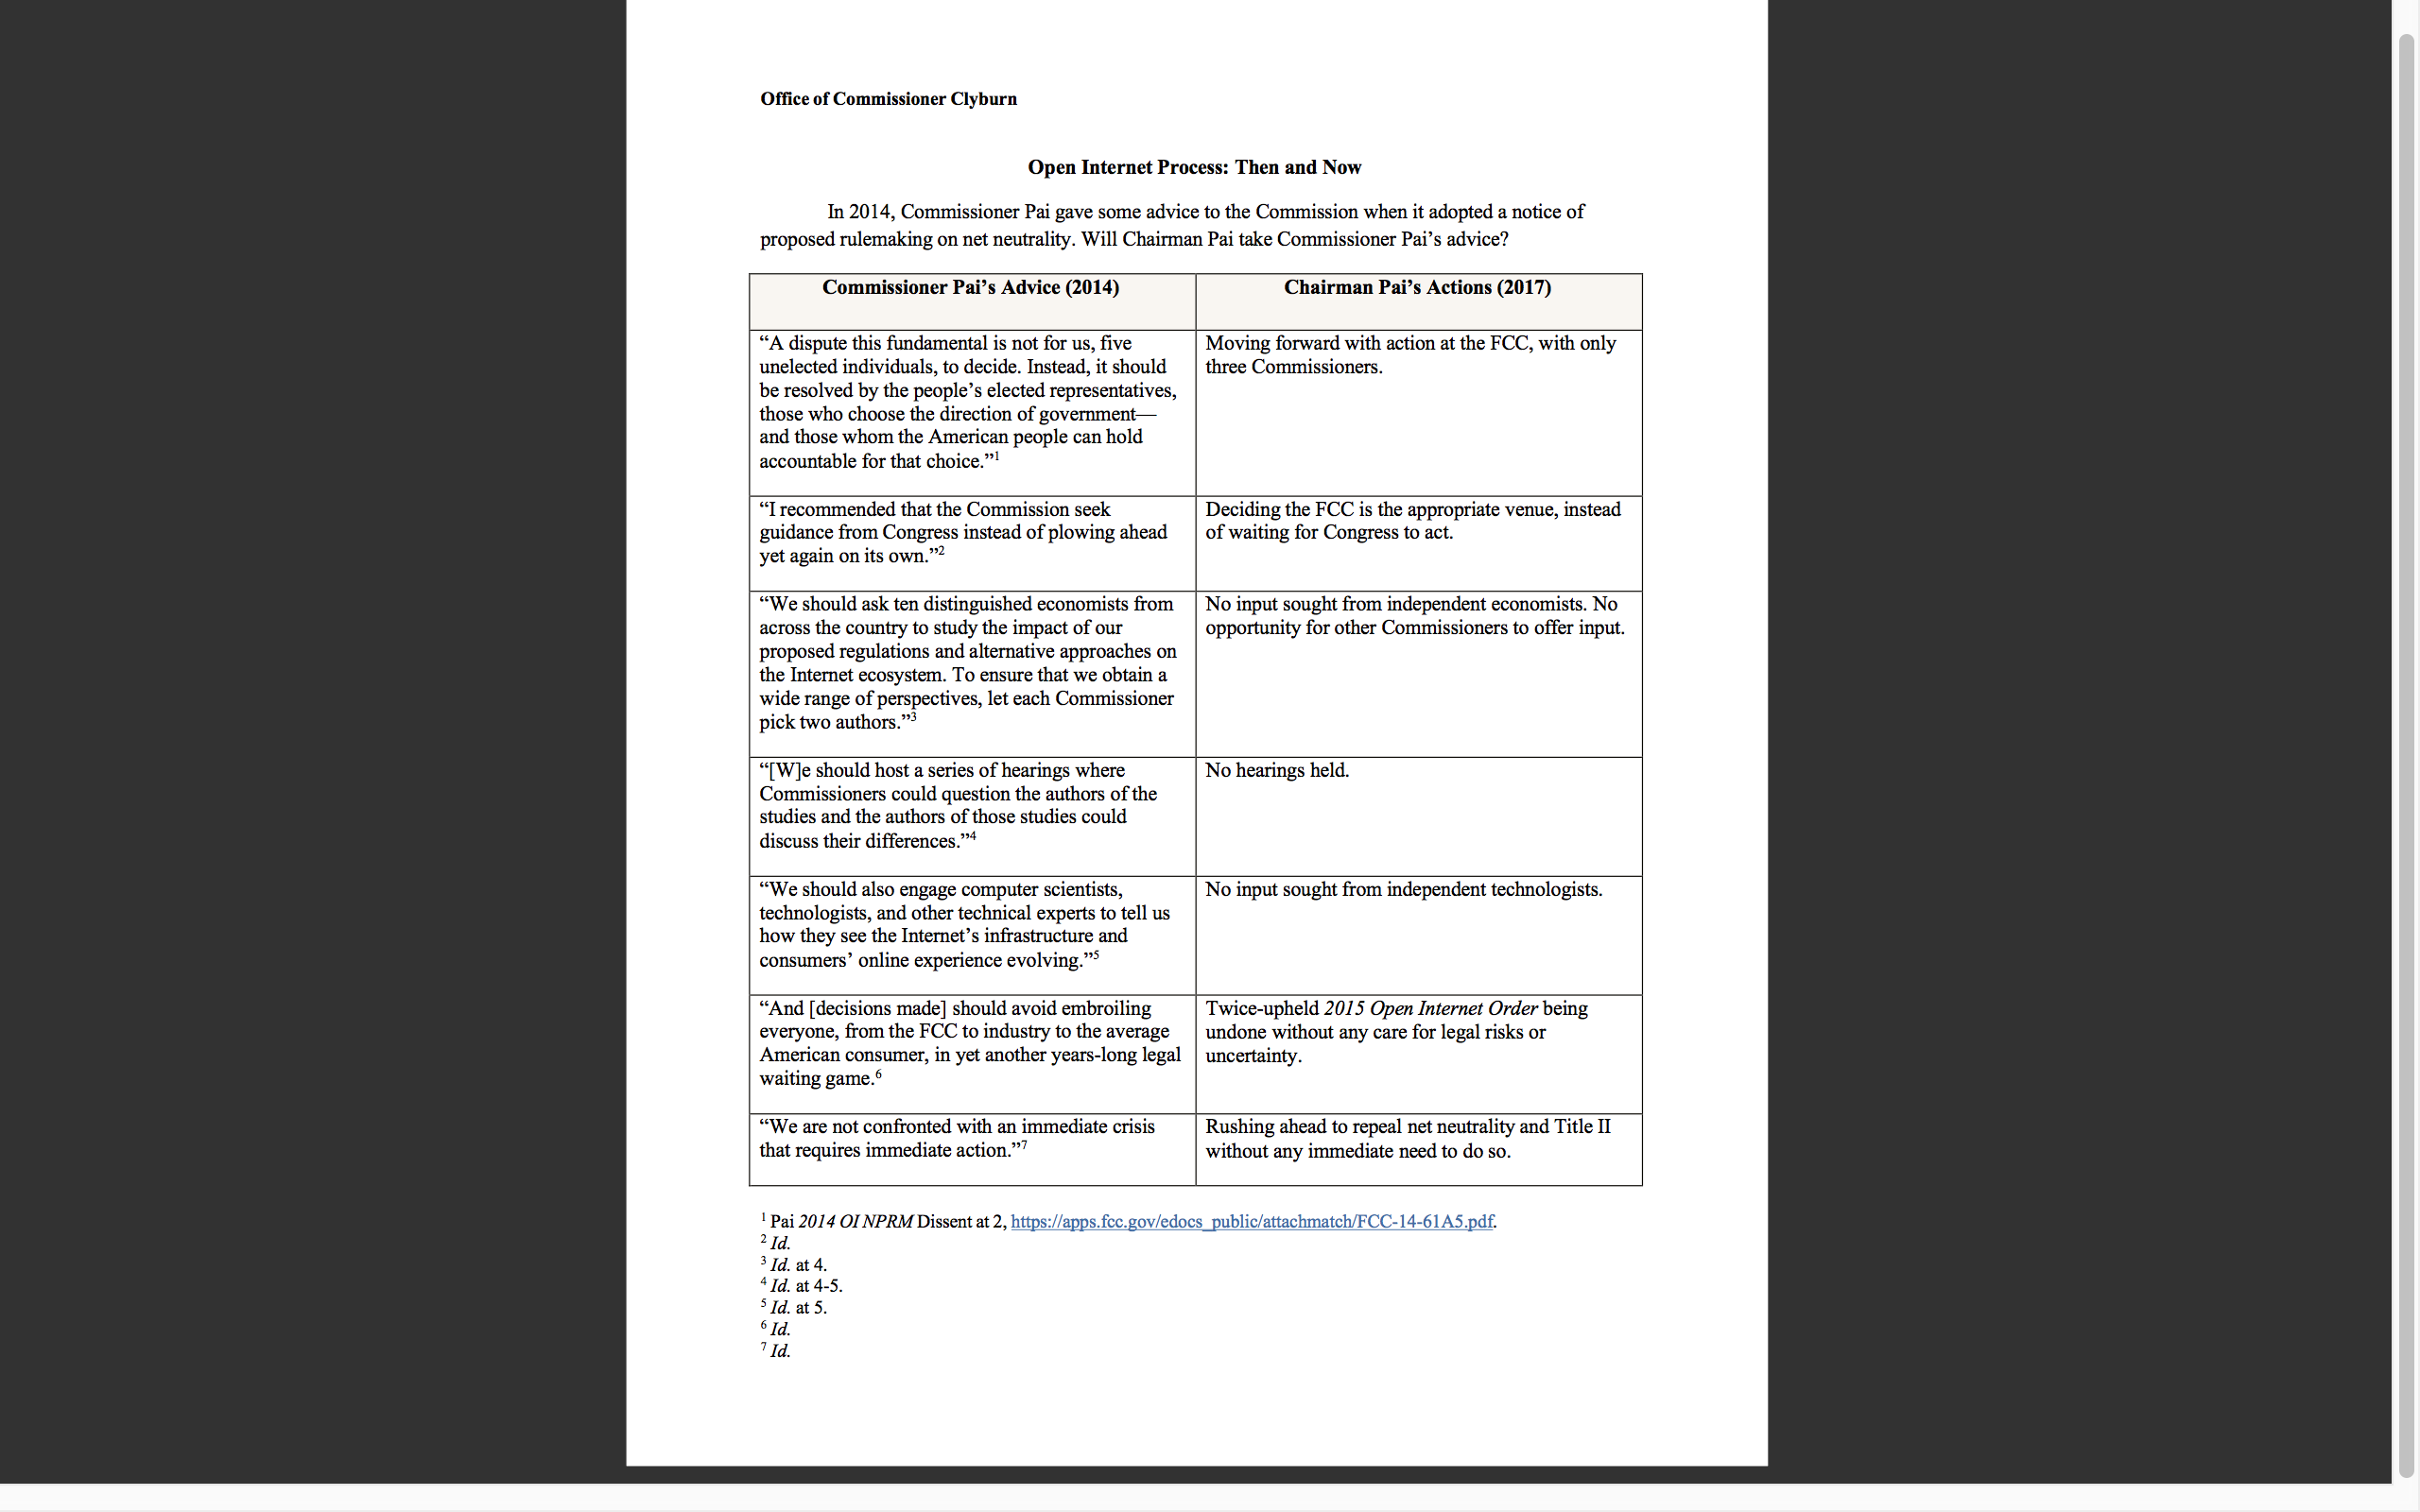 Office of Commissioner Clyburn
Open Internet Process: Then and Now
In 2014, Commissioner Pai gave some advice to the Commission when it adopted a notice of
proposed rulemaking on net neutrality. Will Chairman Pai take Commissioner Pai’s advice?
Commissioner Pai’s Advice (2014)
Chairman Pai’s Actions (2017)
“A dispute this fundamental is not for us, five
unelected individuals, to decide. Instead, it should
be resolved by the people’s elected representatives,
those who choose the direction of government—
and those whom the American people can hold
accountable for that choice.”1
Moving forward with action at the FCC, with only
three Commissioners.
“I recommended that the Commission seek
guidance from Congress instead of plowing ahead
yet again on its own.”2
Deciding the FCC is the appropriate venue, instead
of waiting for Congress to act.
“We should ask ten distinguished economists from
across the country to study the impact of our
proposed regulations and alternative approaches on
the Internet ecosystem. To ensure that we obtain a
wide range of perspectives, let each Commissioner
pick two authors.”3
No input sought from independent economists. No
opportunity for other Commissioners to offer input.
“[W]e should host a series of hearings where
Commissioners could question the authors of the
studies and the authors of those studies could
discuss their differences.”4
No hearings held.
“We should also engage computer scientists,
technologists, and other technical experts to tell us
how they see the Internet’s infrastructure and
consumers’ online experience evolving.”5
No input sought from independent technologists.
“And [decisions made] should avoid embroiling
everyone, from the FCC to industry to the average
American consumer, in yet another years-long legal
waiting game.6
Twice-upheld 2015 Open Internet Order being
undone without any care for legal risks or
uncertainty.
“We are not confronted with an immediate crisis
that requires immediate action.”7
Rushing ahead to repeal net neutrality and Title II
without any immediate need to do so.
1 Pai 2014 OI NPRM Dissent at 2, https://apps.fcc.gov/edocs_public/attachmatch/FCC-14-61A5.pdf.
2 Id.
3 Id. at 4.
4 Id. at 4-5.
5 Id. at 5.
6 Id.
7 Id.